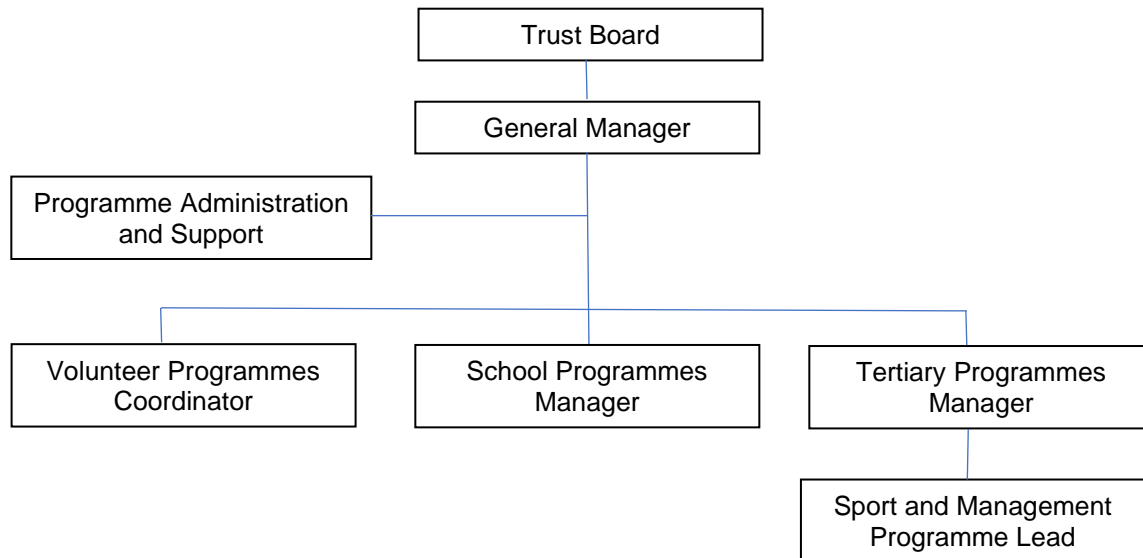 Trust Board
General Manager
Programme Administration
and Support
Volunteer Programmes
Coordinator
School Programmes
Manager
Tertiary Programmes
Manager
Sport and Management
Programme Lead